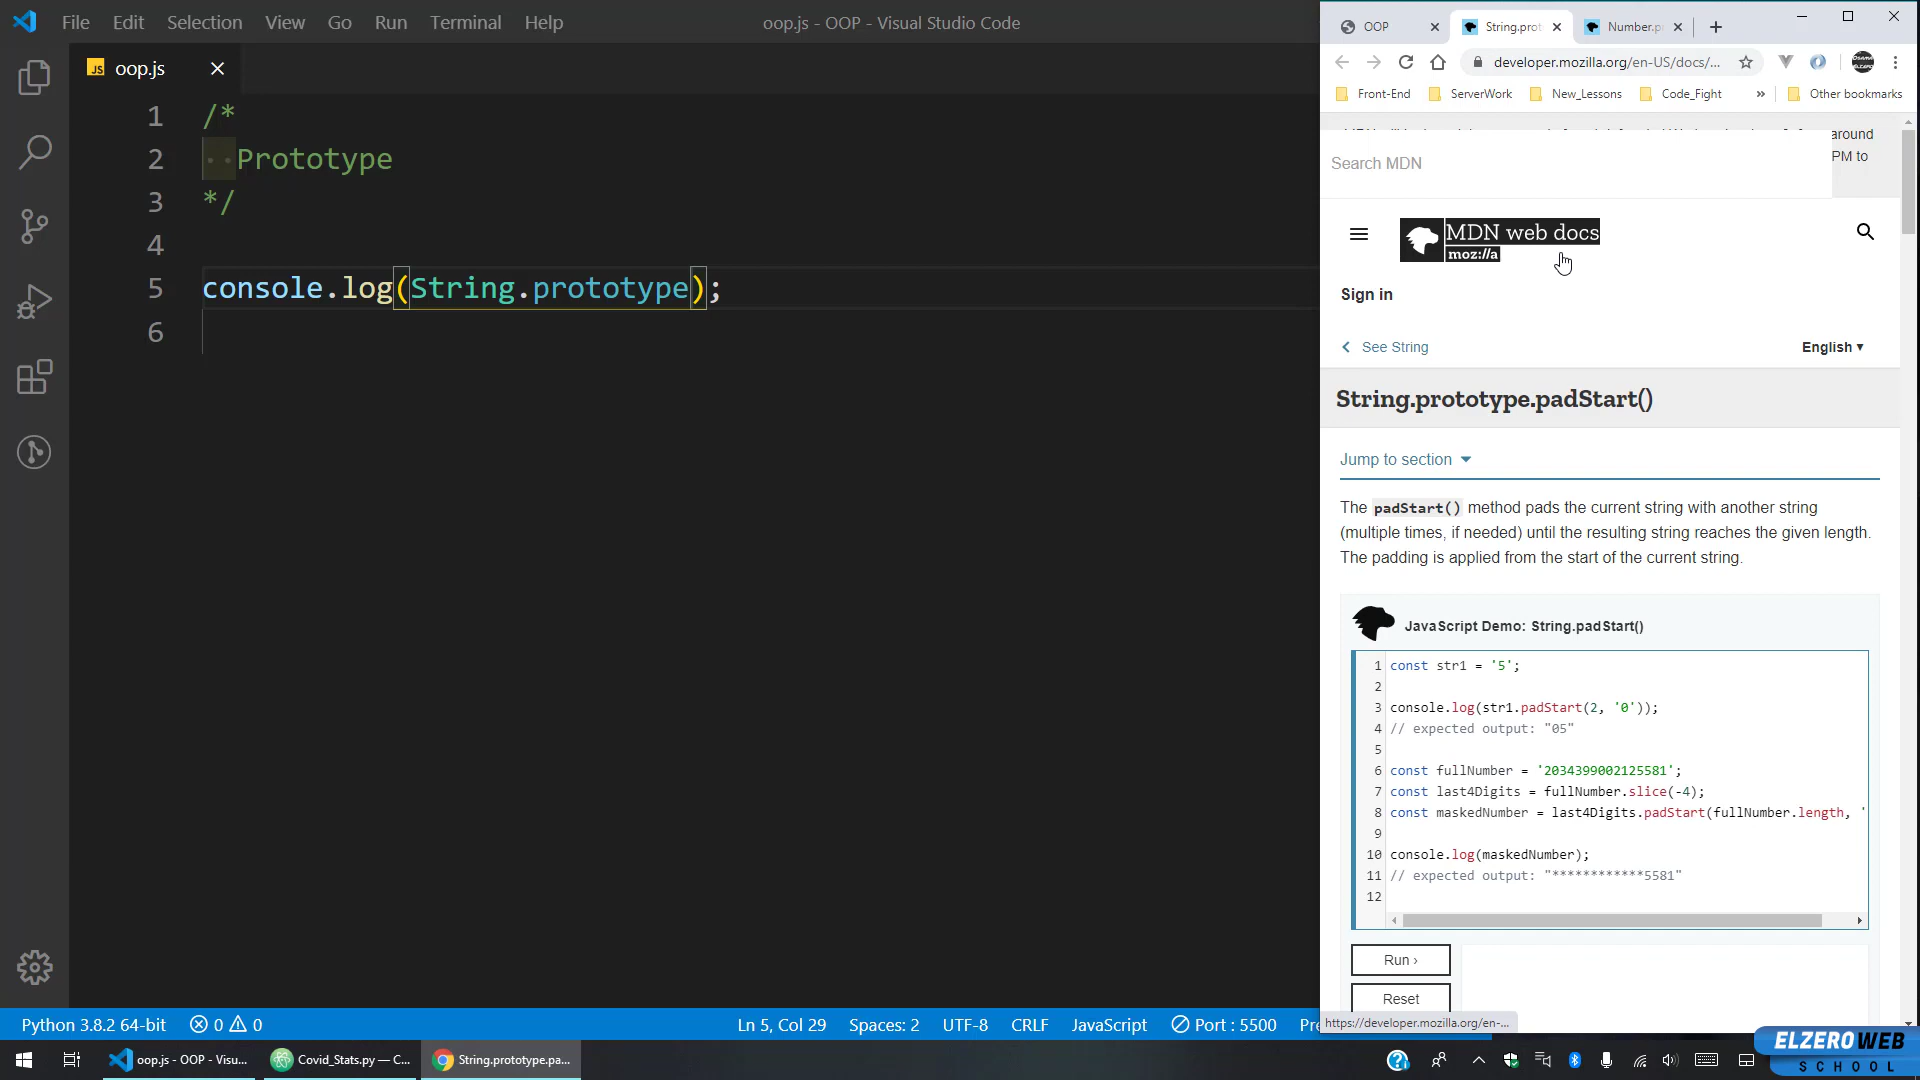 File Edit Selection View Go Run Terminal Help
oop.js - OOP - Visual Studio Code
JS oop.js
1 /*
2 ··Prototype
3 */
4
5 console.log(String.prototype);
6
Python 3.8.2 64-bit 0 0
Ln 5, Col 29 Spaces: 2 UTF-8 CRLF JavaScript Port : 5500
OOP String.prot Number.p
developer.mozilla.org/en-US/docs/...
Front-End ServerWork New_Lessons Code_Fight » Other bookmarks
around
PM to
Search MDN
MDN web docs
moz://a
Sign in
See String
English ▾
String.prototype.padStart()
Jump to section
The padStart() method pads the current string with another string
(multiple times, if needed) until the resulting string reaches the given length.
The padding is applied from the start of the current string.
JavaScript Demo: String.padStart()
1 const str1 = '5';
2
3 console.log(str1.padStart(2, '0'));
4 // expected output: "05"
5
6 const fullNumber = '2034399002125581';
7 const last4Digits = fullNumber.slice(-4);
8 const maskedNumber = last4Digits.padStart(fullNumber.length, '
9
10 console.log(maskedNumber);
11 // expected output: "************5581"
12
Run ›
Reset
https://developer.mozilla.org/en-...
oop.js - OOP - Visu... Covid_Stats.py — C... String.prototype.pa...
ELZEROWEB
SCHOOL